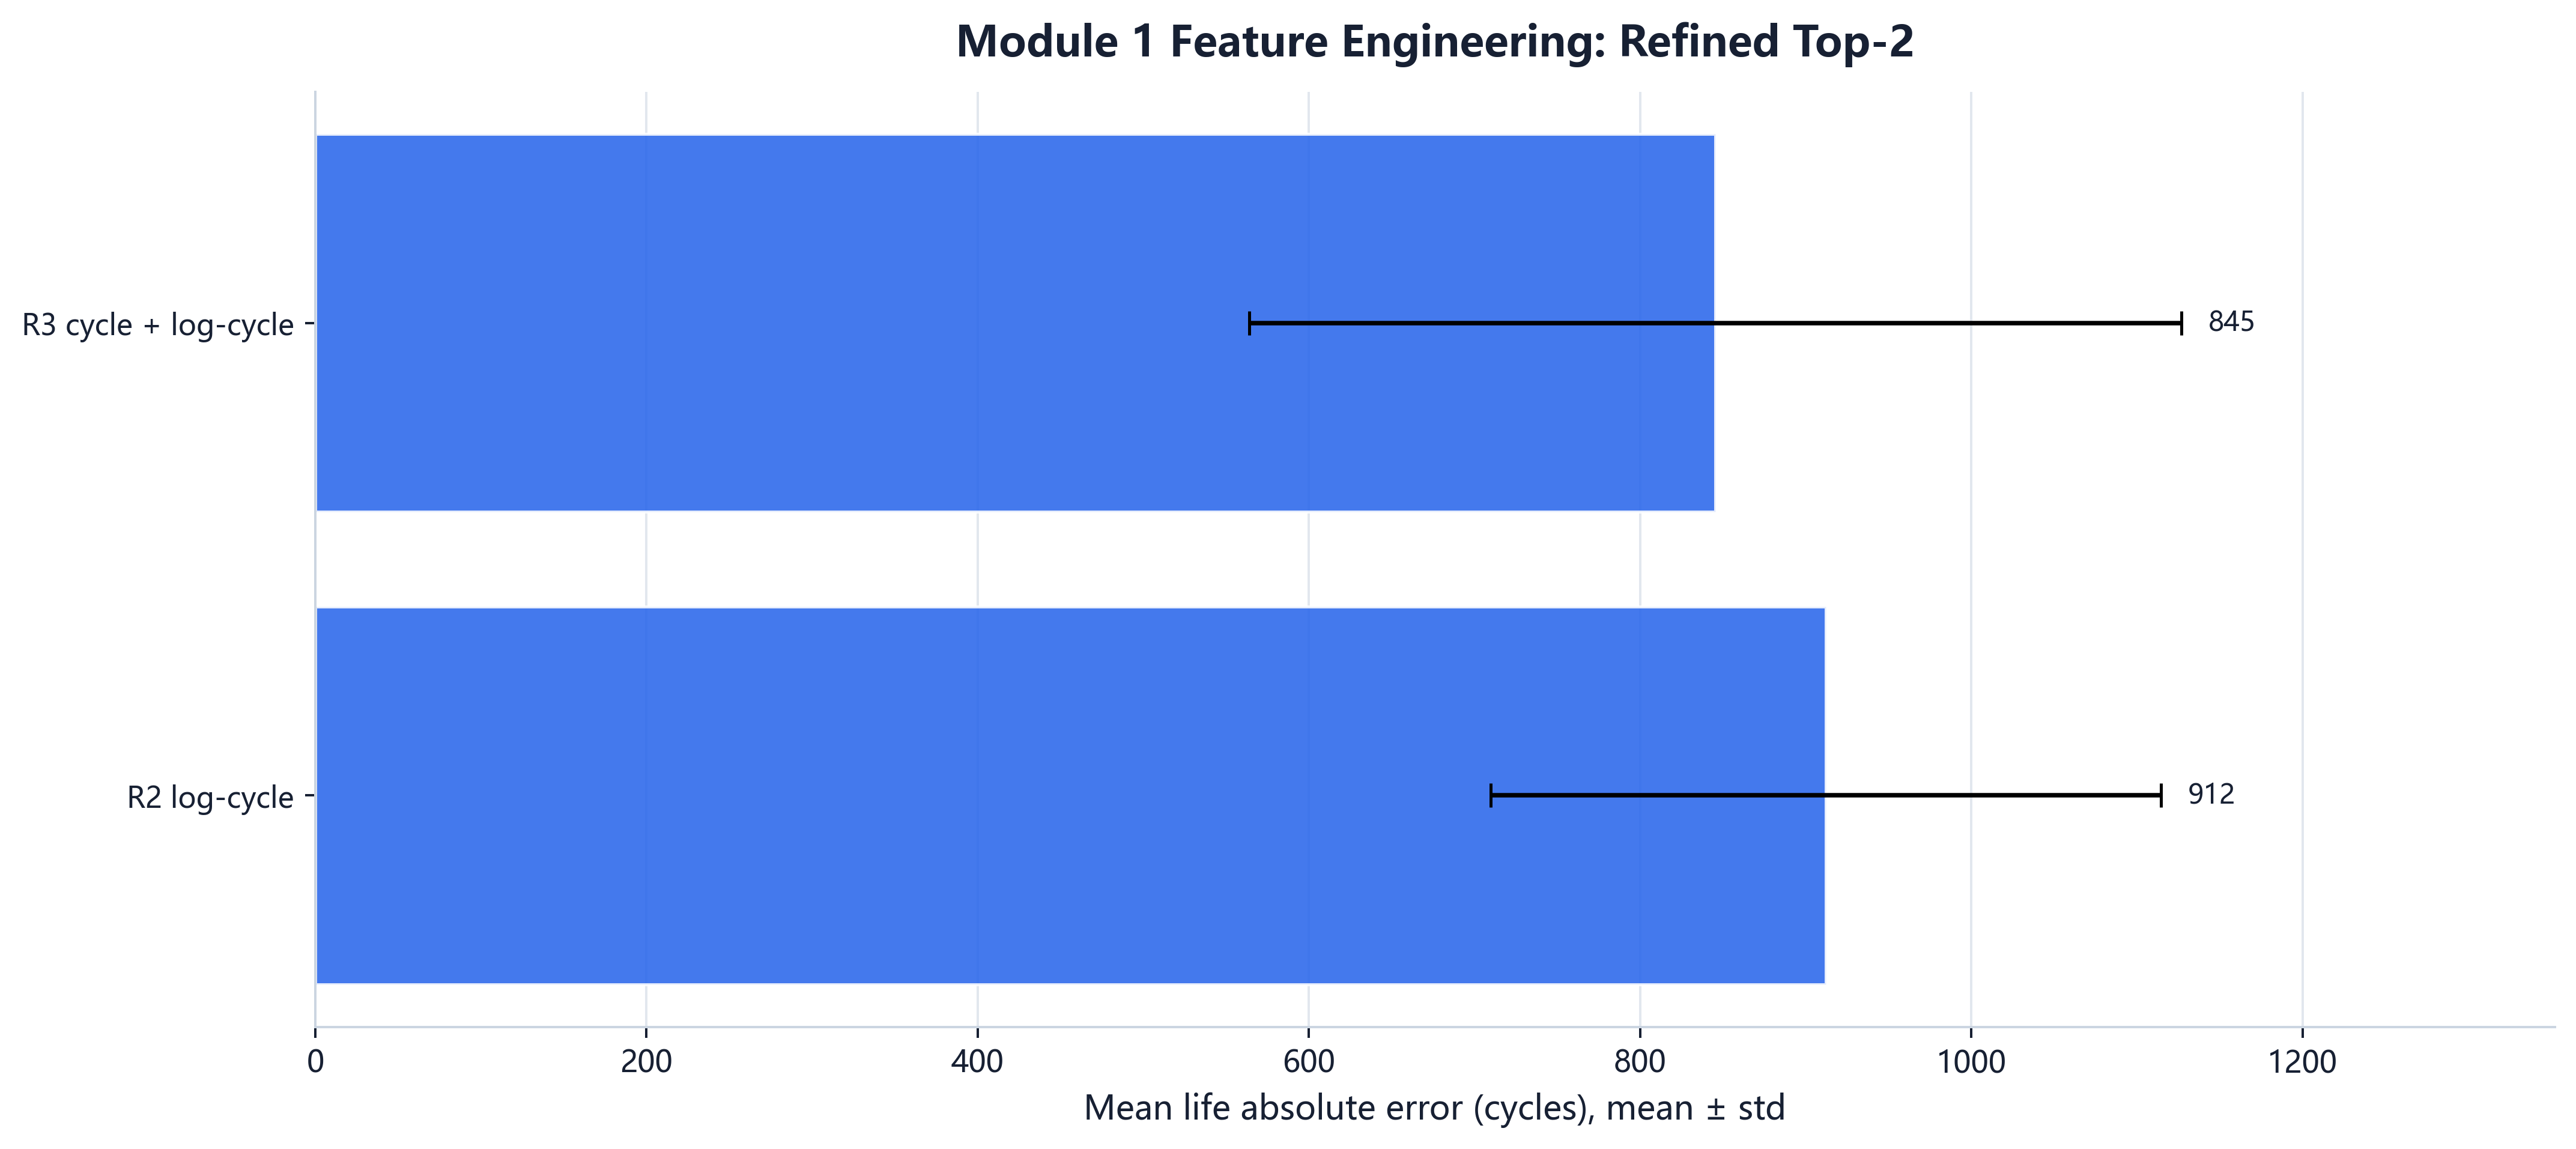 Module 1 Feature Engineering: Refined Top-2
R3 cycle + log-cycle
845
R2 log-cycle
912
0 200 400 600 800 1000 1200
Mean life absolute error (cycles), mean ± std